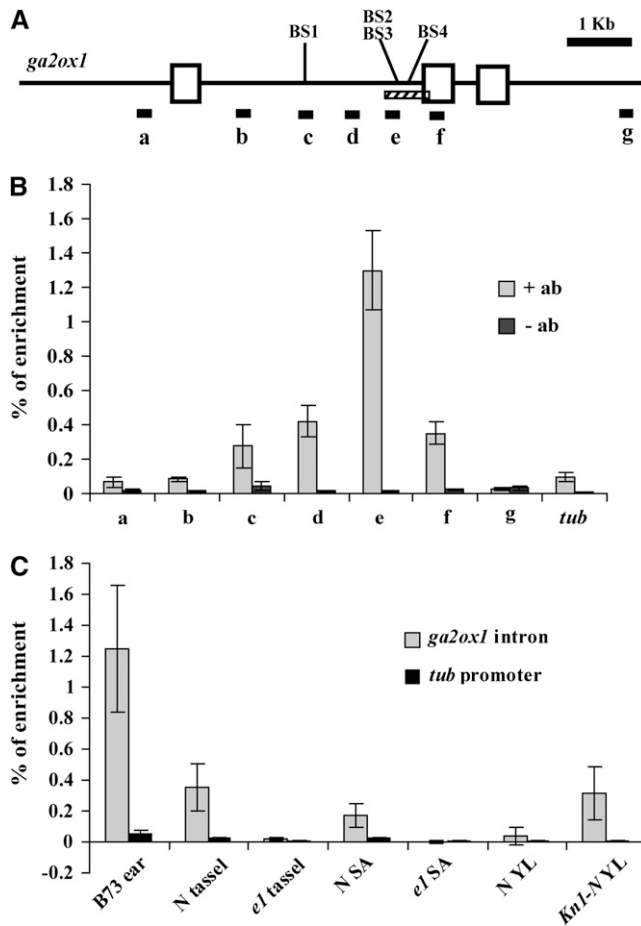 A
BS1
BS2
BS3
BS4
1 Kb
ga2ox1
a b c d e f g
B
% of enrichment
1.8
1.6
1.4
1.2
1
0.8
0.6
0.4
0.2
0
+ ab
- ab
a b c d e f g tub
C
% of enrichment
1.8
1.6
1.4
1.2
1
0.8
0.6
0.4
0.2
0
-0.2
ga2ox1 intron
tub promoter
B73 ear
N tassel
e1 tassel
N SA
e1 SA
N YL
Kn1-N YL